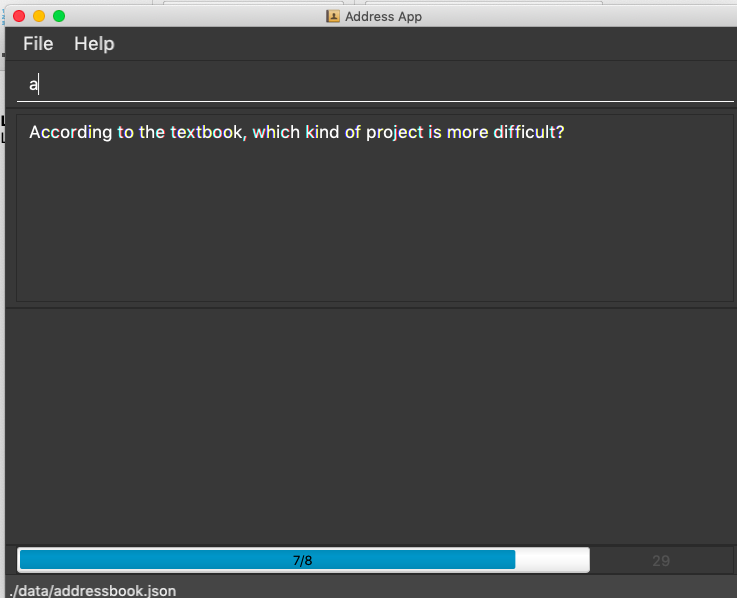 Address App
File Help
a
According to the textbook, which kind of project is more difficult?
7/8
29
./data/addressbook.json